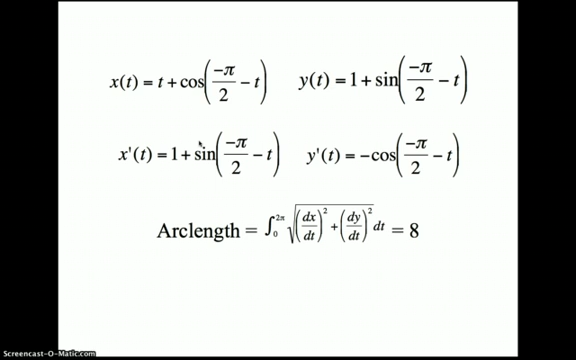 x(t) = t + cos(−π/2 − t) y(t) = 1 + sin(−π/2 − t)
x'(t) = 1 + sin(−π/2 − t) y'(t) = −cos(−π/2 − t)
Arclength = ∫₀^{2π} √((dx/dt)² + (dy/dt)²) dt = 8
Screencast-O-Matic.com